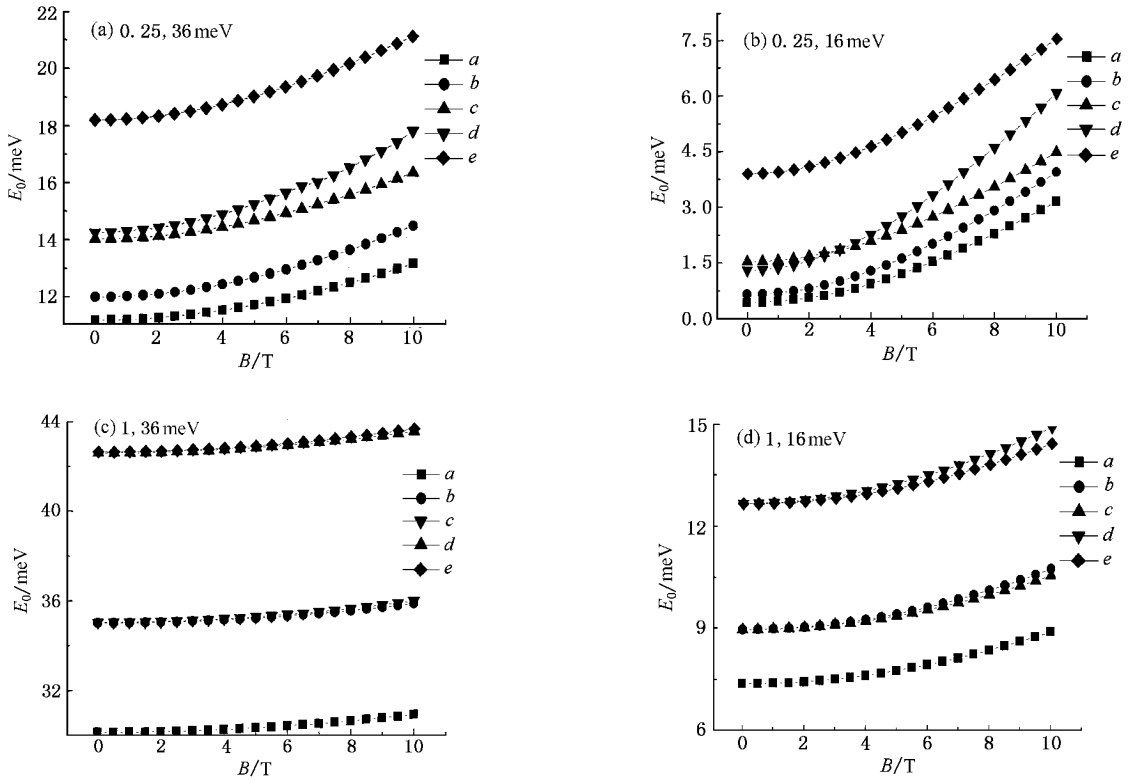 (a) 0.25, 36 meV
22
20
18
16
14
12
E₀/meV
0 2 4 6 8 10
B/T
a
b
c
d
e
(b) 0.25, 16 meV
7.5
6.0
4.5
3.0
1.5
0.0
E₀/meV
0 2 4 6 8 10
B/T
a
b
c
d
e
(c) 1, 36 meV
44
40
36
32
E₀/meV
0 2 4 6 8 10
B/T
a
b
c
d
e
(d) 1, 16 meV
15
12
9
6
E₀/meV
0 2 4 6 8 10
B/T
a
b
c
d
e